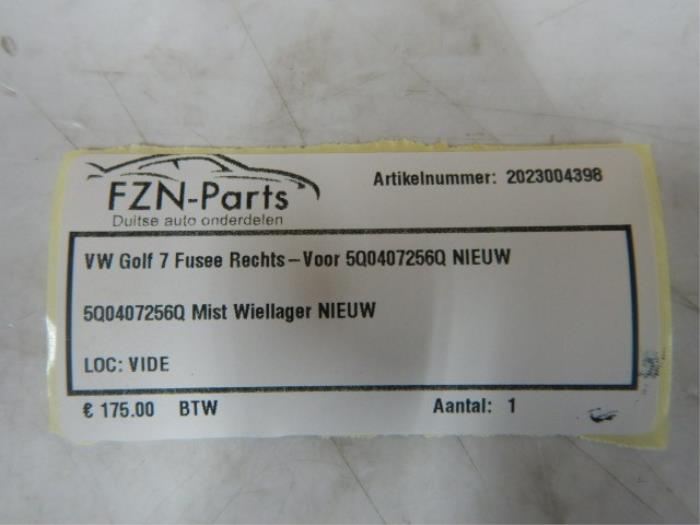 FZN-Parts
Duitse auto onderdelen
Artikelnummer: 2023004398
VW Golf 7 Fusee Rechts-Voor 5Q0407256Q NIEUW
5Q0407256Q Mist Wiellager NIEUW
LOC: VIDE
€ 175.00 BTW Aantal: 1